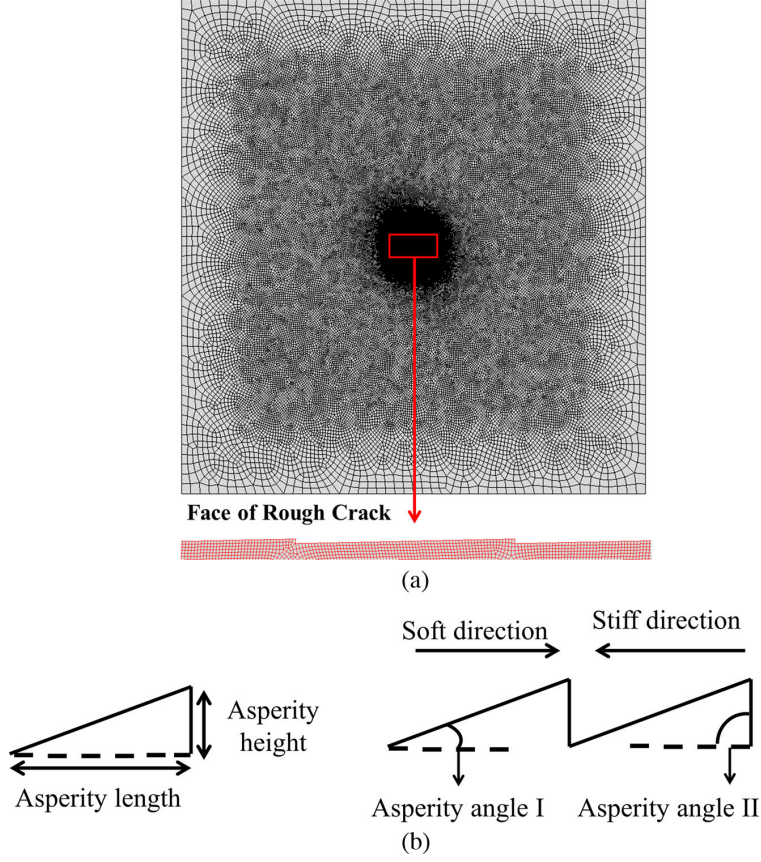 Face of Rough Crack
(a)
Soft direction
Stiff direction
Asperity
height
Asperity length
Asperity angle I
Asperity angle II
(b)